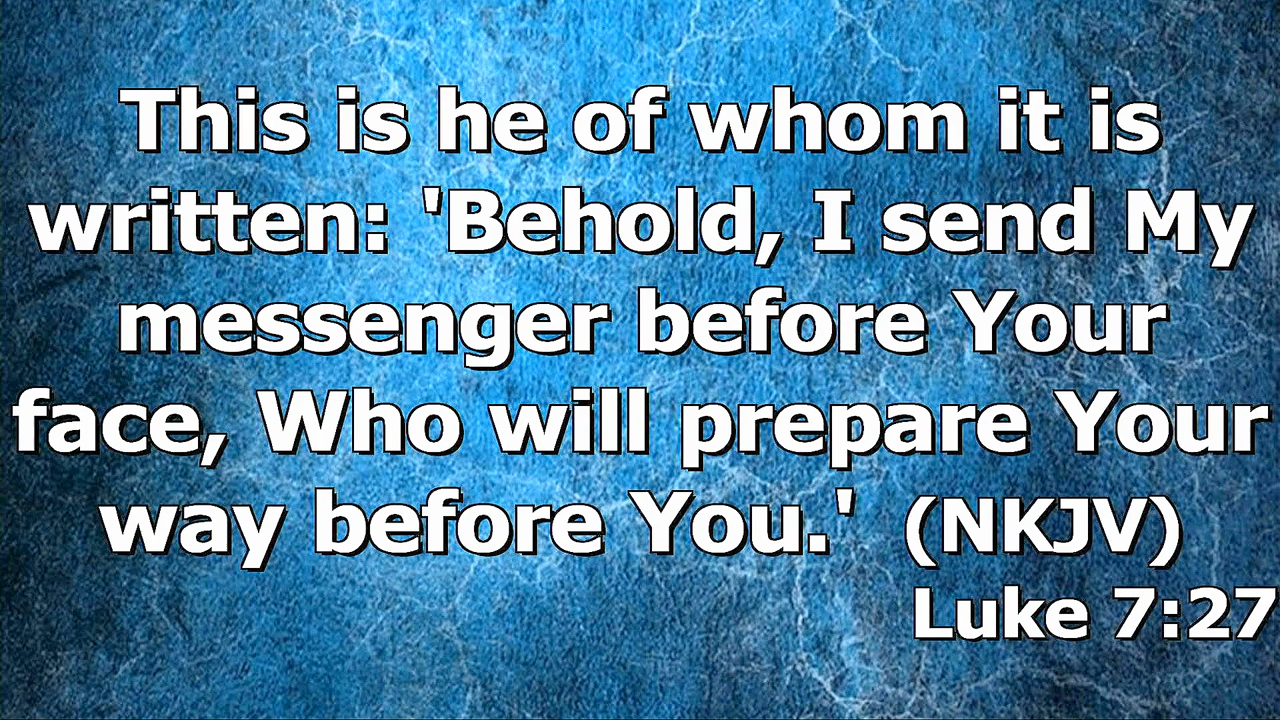 This is he of whom it is
written: 'Behold, I send My
messenger before Your
face, Who will prepare Your
way before You.' (NKJV)
Luke 7:27